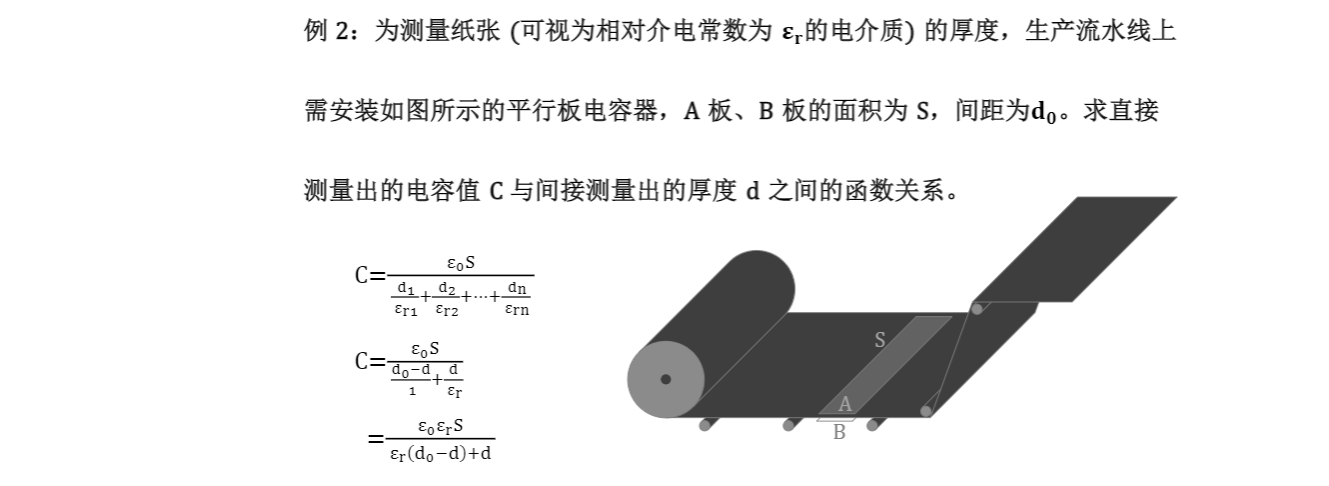 例 2：为测量纸张 (可视为相对介电常数为 εᵣ的电介质) 的厚度，生产流水线上
需安装如图所示的平行板电容器，A 板、B 板的面积为 S，间距为d₀。求直接
测量出的电容值 C 与间接测量出的厚度 d 之间的函数关系。
C=ε₀S/(d₁/εᵣ₁+d₂/εᵣ₂+⋯+dn/εrn)
C=ε₀S/((d₀−d)/1+d/εᵣ)
=ε₀εᵣS/(εᵣ(d₀−d)+d)
S
A
B